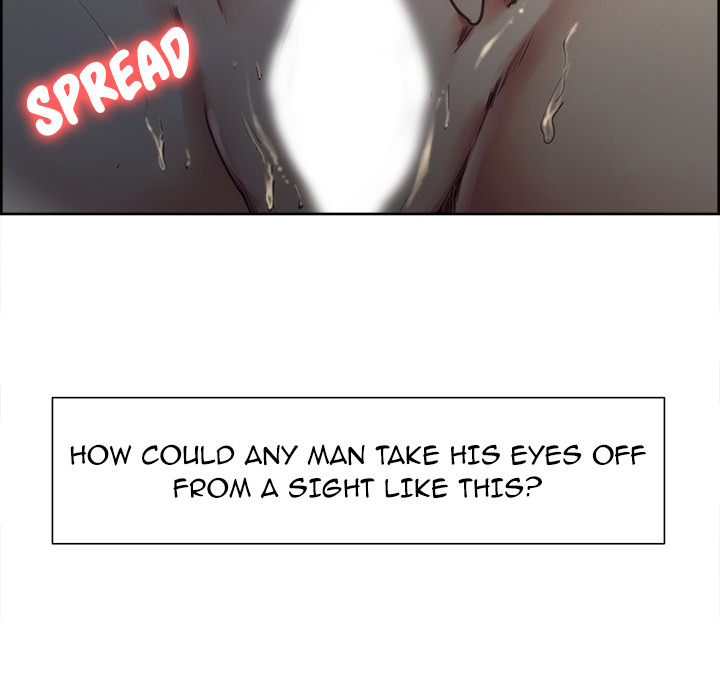 SPREAD
HOW COULD ANY MAN TAKE HIS EYES OFF
FROM A SIGHT LIKE THIS?